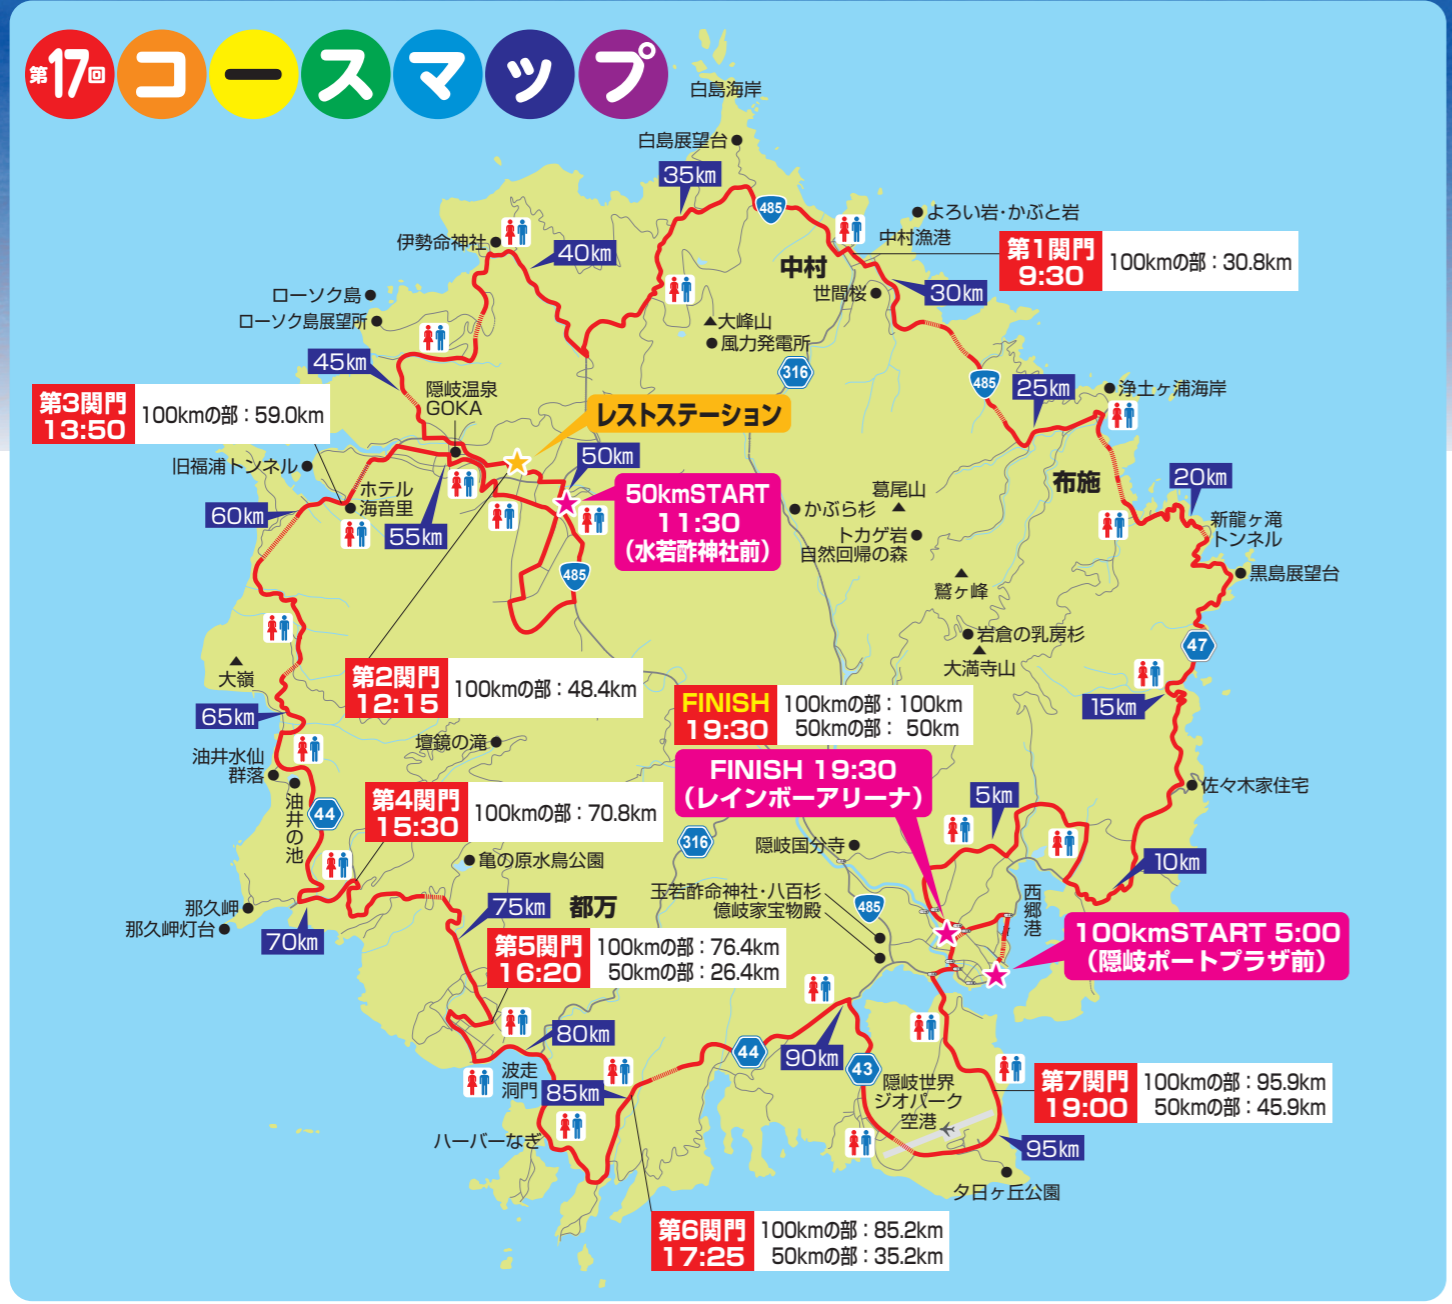 第17回コースマップ
白島海岸
白島展望台
35km
485
よろい岩・かぶと岩
中村漁港
伊勢命神社
40km
中村
第1関門
9:30
100kmの部：30.8km
世間桜
30km
ローソク島
ローソク島展望所
大峰山
風力発電所
316
45km
485
25km
浄土ヶ浦海岸
隠岐温泉
GOKA
第3関門
13:50
100kmの部：59.0km
レストステーション
旧福浦トンネル
50km
布施
20km
50kmSTART
11:30
（水若酢神社前）
ホテル
海音里
60km
55km
葛尾山
かぶら杉
トカゲ岩
自然回帰の森
新龍ヶ滝
トンネル
黒島展望台
485
鷲ヶ峰
岩倉の乳房杉
大満寺山
47
大嶺
第2関門
12:15
100kmの部：48.4km
FINISH
19:30
100kmの部：100km
50kmの部： 50km
15km
65km
壇鏡の滝
油井水仙
群落
FINISH 19:30
（レインボーアリーナ）
油井の池
44
第4関門
15:30
100kmの部：70.8km
5km
佐々木家住宅
316
隠岐国分寺
亀の原水鳥公園
10km
玉若酢命神社・八百杉
億岐家宝物殿
485
西郷港
那久岬
那久岬灯台
70km
75km
都万
100kmSTART 5:00
（隠岐ポートプラザ前）
第5関門
16:20
100kmの部：76.4km
50kmの部：26.4km
80km
44
90km
43
波走
洞門
85km
隠岐世界
ジオパーク
空港
第7関門
19:00
100kmの部：95.9km
50kmの部：45.9km
ハーバーなぎ
95km
夕日ヶ丘公園
第6関門
17:25
100kmの部：85.2km
50kmの部：35.2km